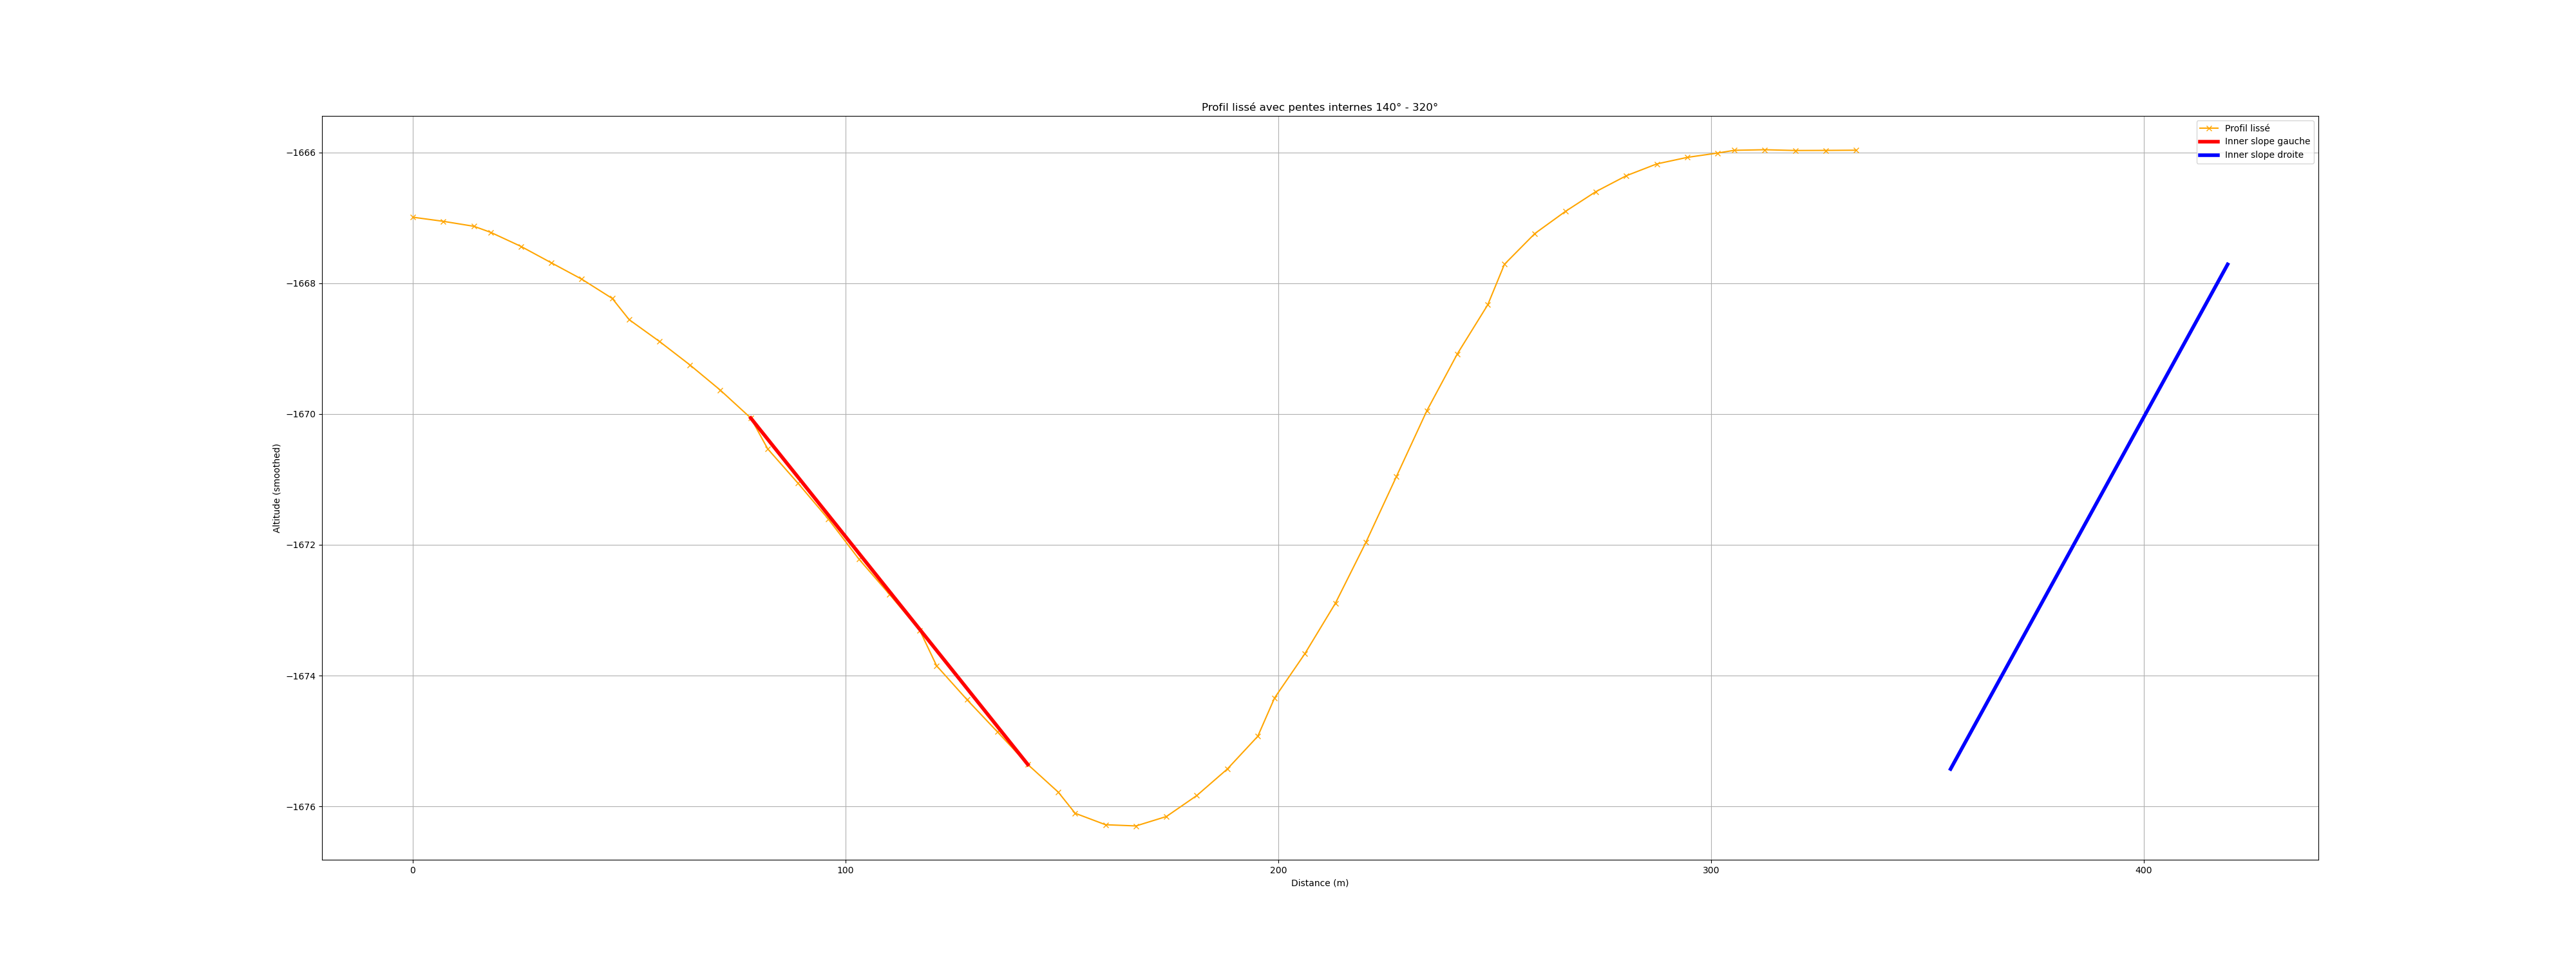 Profil lissé avec pentes internes 140° - 320°
Profil lissé
Inner slope gauche
Inner slope droite
Altitude (smoothed)
−1666
−1668
−1670
−1672
−1674
−1676
0 100 200 300 400
Distance (m)